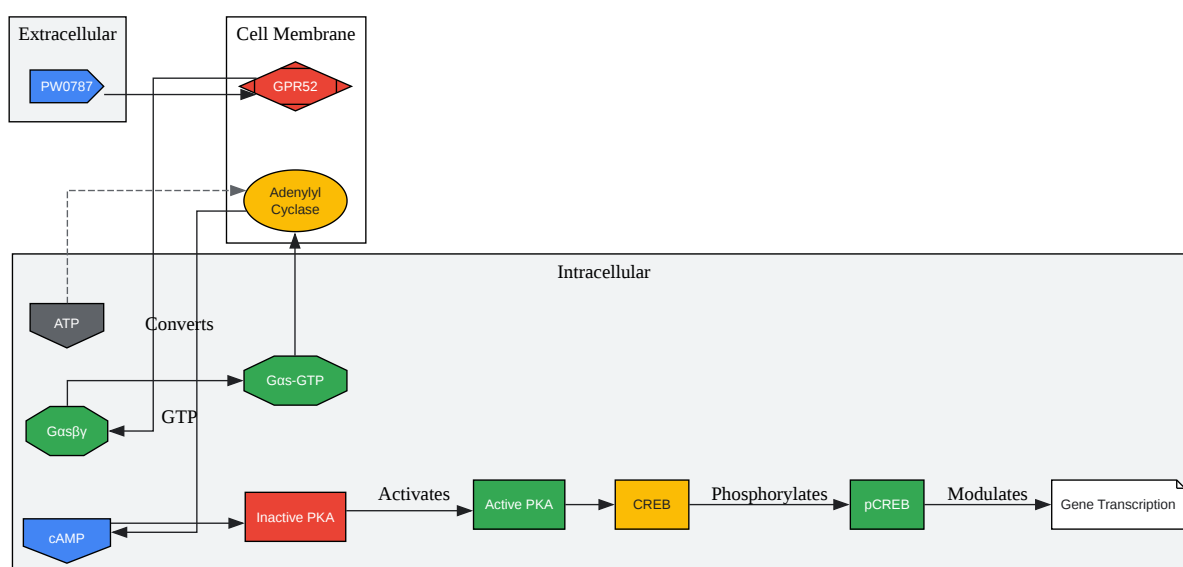 Extracellular
Cell Membrane
PW0787
GPR52
Adenylyl
Cyclase
Intracellular
ATP
Converts
Gαs-GTP
GTP
Gαsβγ
Activates
Phosphorylates
Modulates
Inactive PKA
Active PKA
CREB
pCREB
Gene Transcription
cAMP